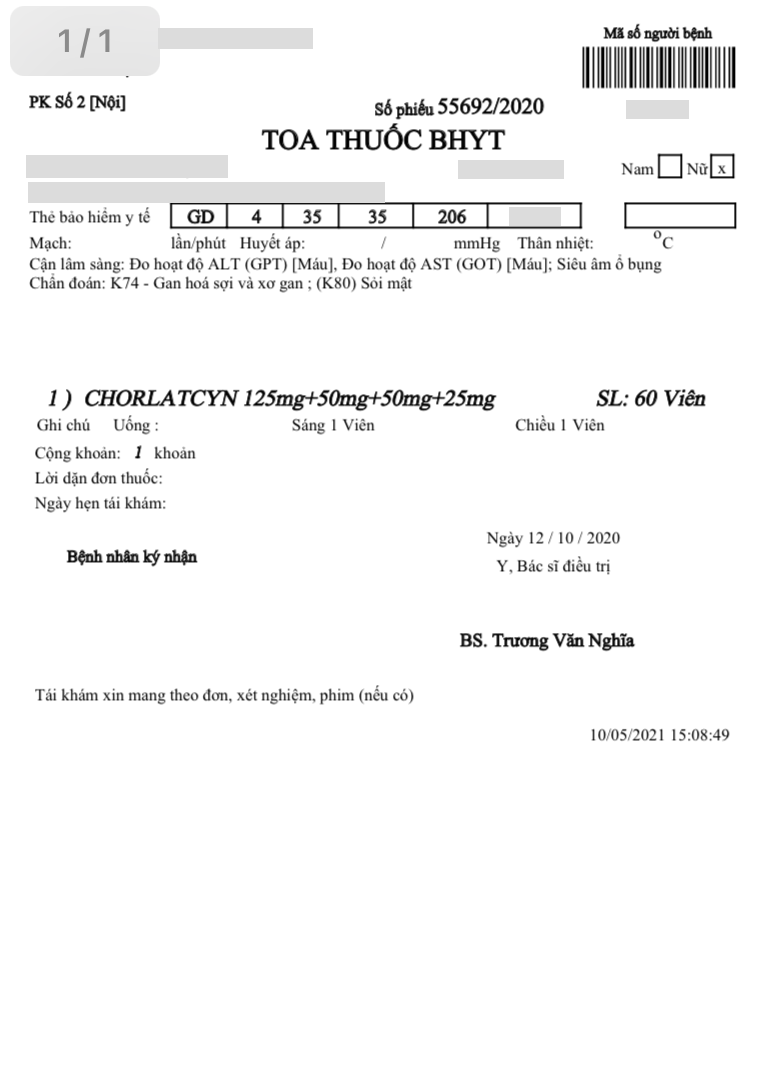 1/1
Mã số người bệnh
PK Số 2 [Nội]
Số phiếu 55692/2020
TOA THUỐC BHYT
Nam Nữ x
Thẻ bảo hiểm y tế GD 4 35 35 206
Mạch: lần/phút Huyết áp: / mmHg Thân nhiệt: °C
Cận lâm sàng: Đo hoạt độ ALT (GPT) [Máu], Đo hoạt độ AST (GOT) [Máu]; Siêu âm ổ bụng
Chẩn đoán: K74 - Gan hoá sợi và xơ gan ; (K80) Sỏi mật
1 ) CHORLATCYN 125mg+50mg+50mg+25mg SL: 60 Viên
Ghi chú Uống : Sáng 1 Viên Chiều 1 Viên
Cộng khoản: 1 khoản
Lời dặn đơn thuốc:
Ngày hẹn tái khám:
Ngày 12 / 10 / 2020
Bệnh nhân ký nhận
Y, Bác sĩ điều trị
BS. Trương Văn Nghĩa
Tái khám xin mang theo đơn, xét nghiệm, phim (nếu có)
10/05/2021 15:08:49